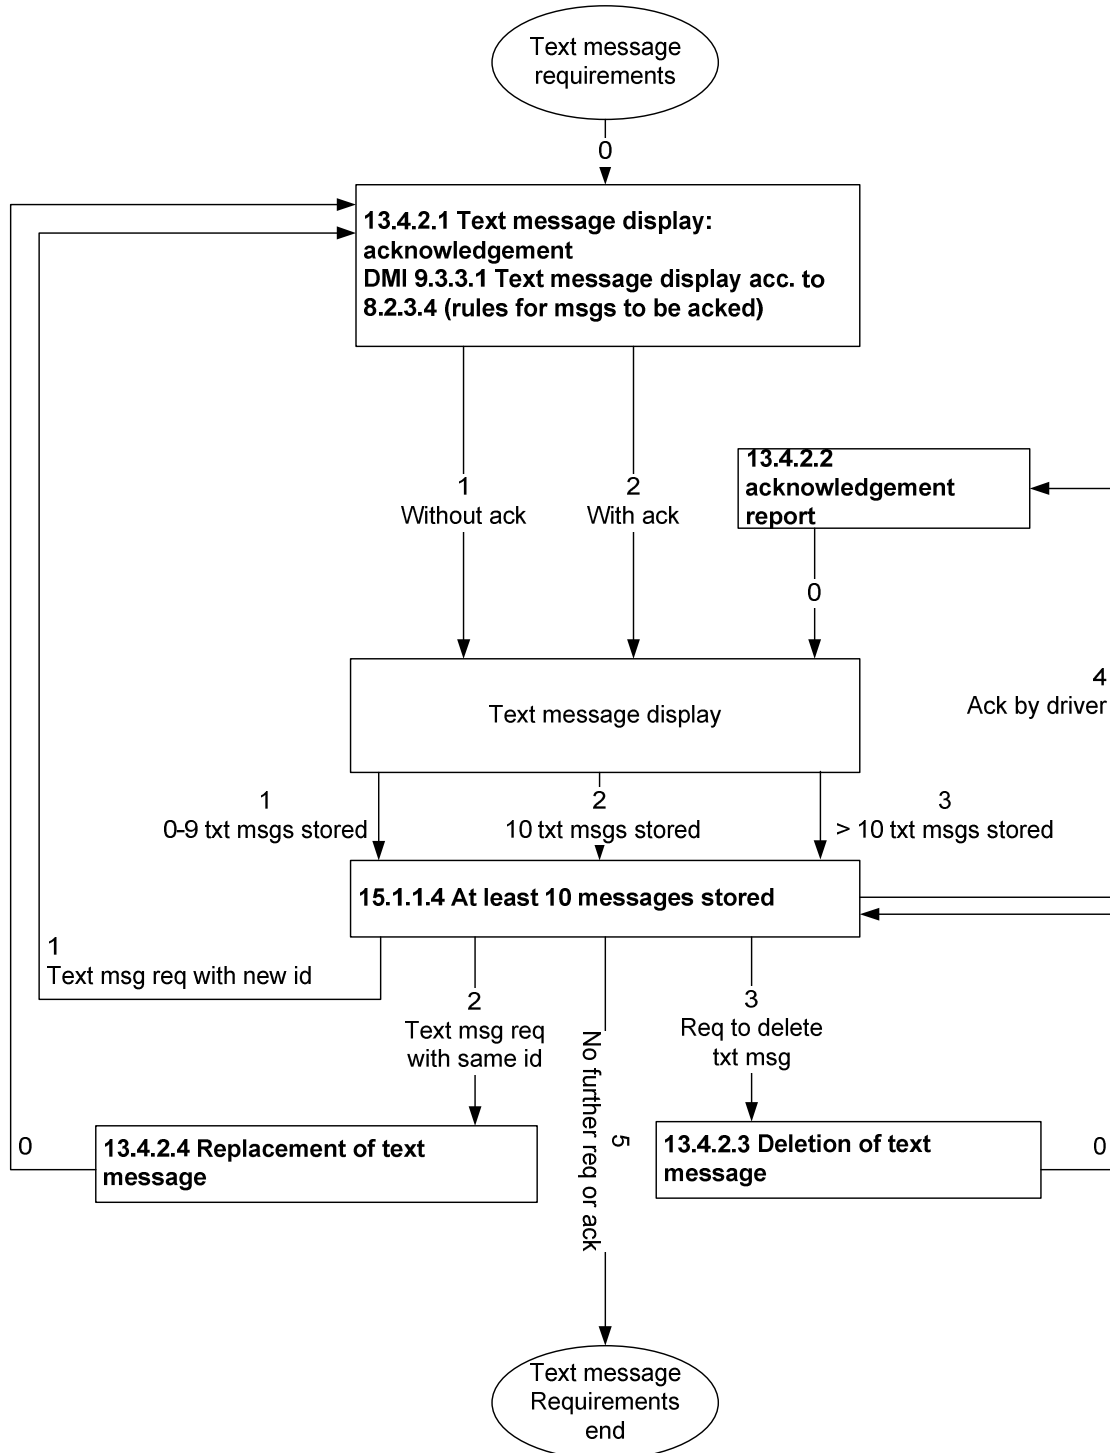 Text message
requirements
0
13.4.2.1 Text message display:
acknowledgement
DMI 9.3.3.1 Text message display acc. to
8.2.3.4 (rules for msgs to be acked)
1
Without ack
2
With ack
13.4.2.2
acknowledgement
report
0
4
Ack by driver
Text message display
1
0-9 txt msgs stored
2
10 txt msgs stored
3
> 10 txt msgs stored
15.1.1.4 At least 10 messages stored
1
Text msg req with new id
2
Text msg req
with same id
5
No further req or ack
3
Req to delete
txt msg
0
13.4.2.4 Replacement of text
message
13.4.2.3 Deletion of text
message
0
Text message
Requirements
end